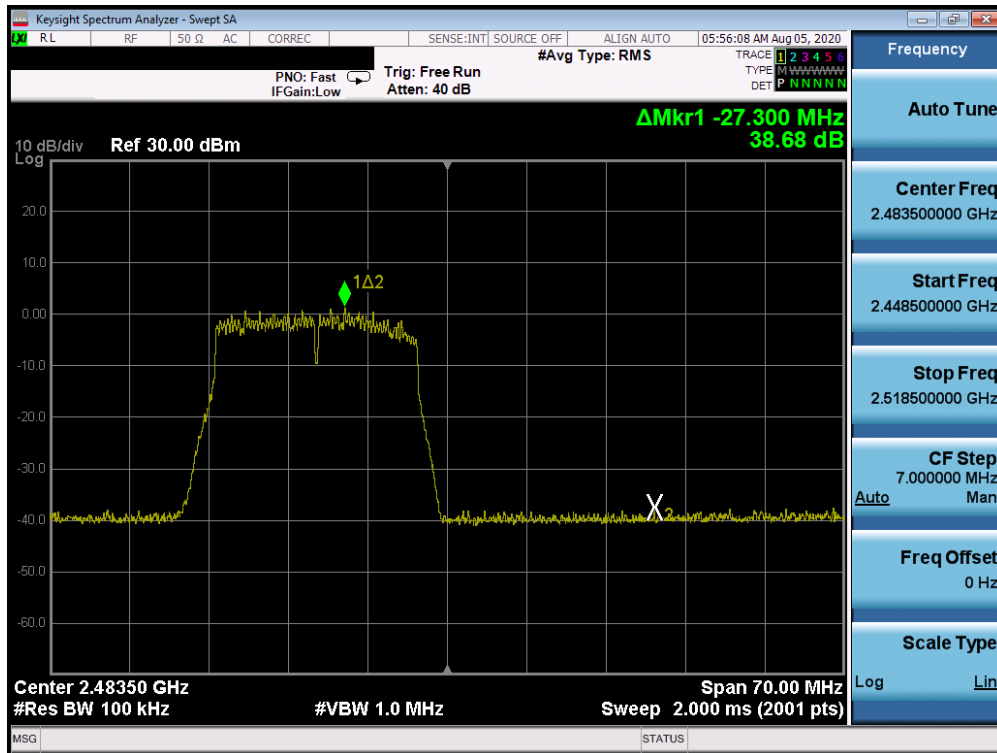 Keysight Spectrum Analyzer - Swept SA
LXI RL RF 50 Ω AC CORREC SENSE:INT SOURCE OFF ALIGN AUTO 05:56:08 AM Aug 05, 2020
PNO: Fast
IFGain:Low
Trig: Free Run
Atten: 40 dB
#Avg Type: RMS
TRACE 1 2 3 4 5 6
TYPE M WWWWW
DET P N N N N N
ΔMkr1 -27.300 MHz
38.68 dB
10 dB/div
Log
Ref 30.00 dBm
20.0
10.0
0.00
-10.0
-20.0
-30.0
-40.0
-50.0
-60.0
1Δ2
X2
Center 2.48350 GHz
Span 70.00 MHz
#Res BW 100 kHz
#VBW 1.0 MHz
Sweep 2.000 ms (2001 pts)
MSG
STATUS
Frequency
Auto Tune
Center Freq
2.483500000 GHz
Start Freq
2.448500000 GHz
Stop Freq
2.518500000 GHz
CF Step
7.000000 MHz
Auto Man
Freq Offset
0 Hz
Scale Type
Log Lin